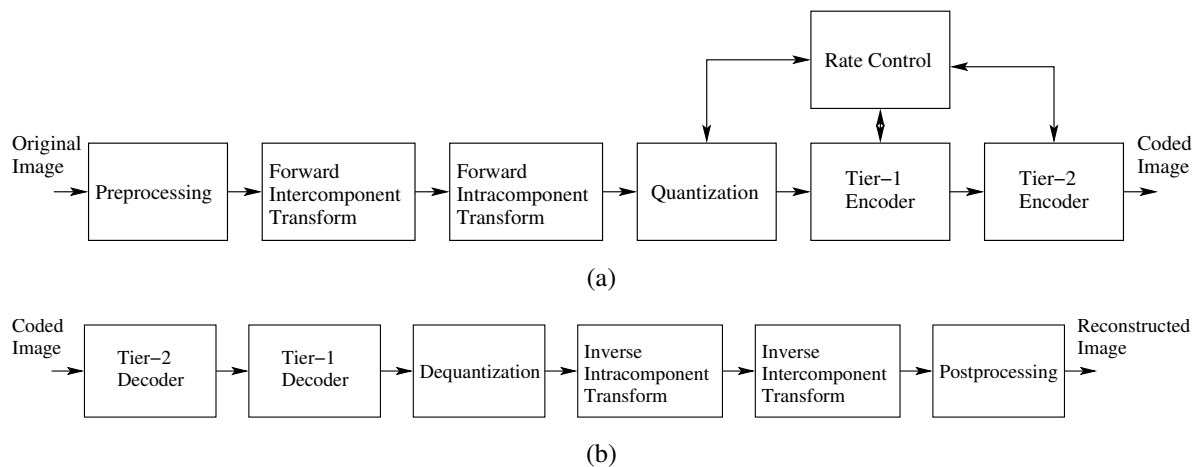 Rate Control
Original
Image
Preprocessing
Forward
Intercomponent
Transform
Forward
Intracomponent
Transform
Quantization
Tier−1
Encoder
Tier−2
Encoder
Coded
Image
(a)
Coded
Image
Tier−2
Decoder
Tier−1
Decoder
Dequantization
Inverse
Intracomponent
Transform
Inverse
Intercomponent
Transform
Postprocessing
Reconstructed
Image
(b)